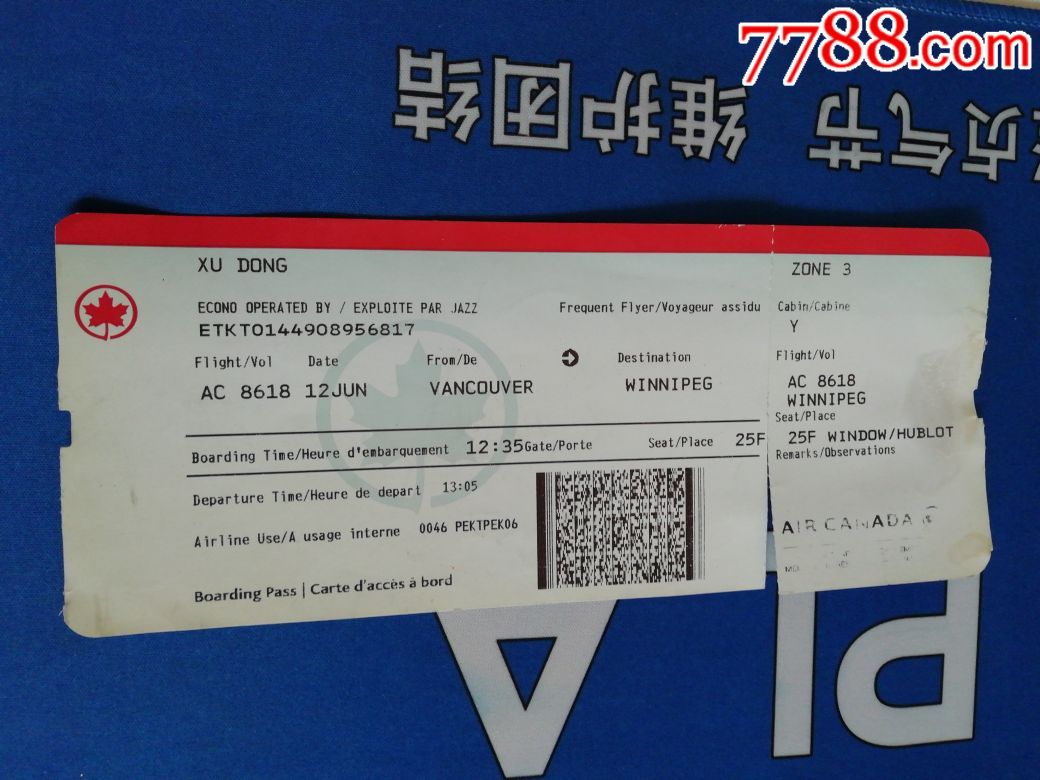 7788.com
维护团结
贞气节
XU DONG
ZONE 3
ECONO OPERATED BY / EXPLOITE PAR JAZZ
Frequent Flyer/Voyageur assidu
Cabin/Cabine
ETKT0144908956817
Y
Flight/Vol Date From/De Destination
Flight/Vol
AC 8618 12JUN VANCOUVER WINNIPEG
AC 8618
WINNIPEG
Seat/Place
Boarding Time/Heure d'embarquement 12:35 Gate/Porte Seat/Place 25F
25F WINDOW/HUBLOT
Remarks/Observations
Departure Time/Heure de depart 13:05
Airline Use/A usage interne 0046 PEKTPEK06
AIR CANADA
Boarding Pass | Carte d'accès à bord
PI